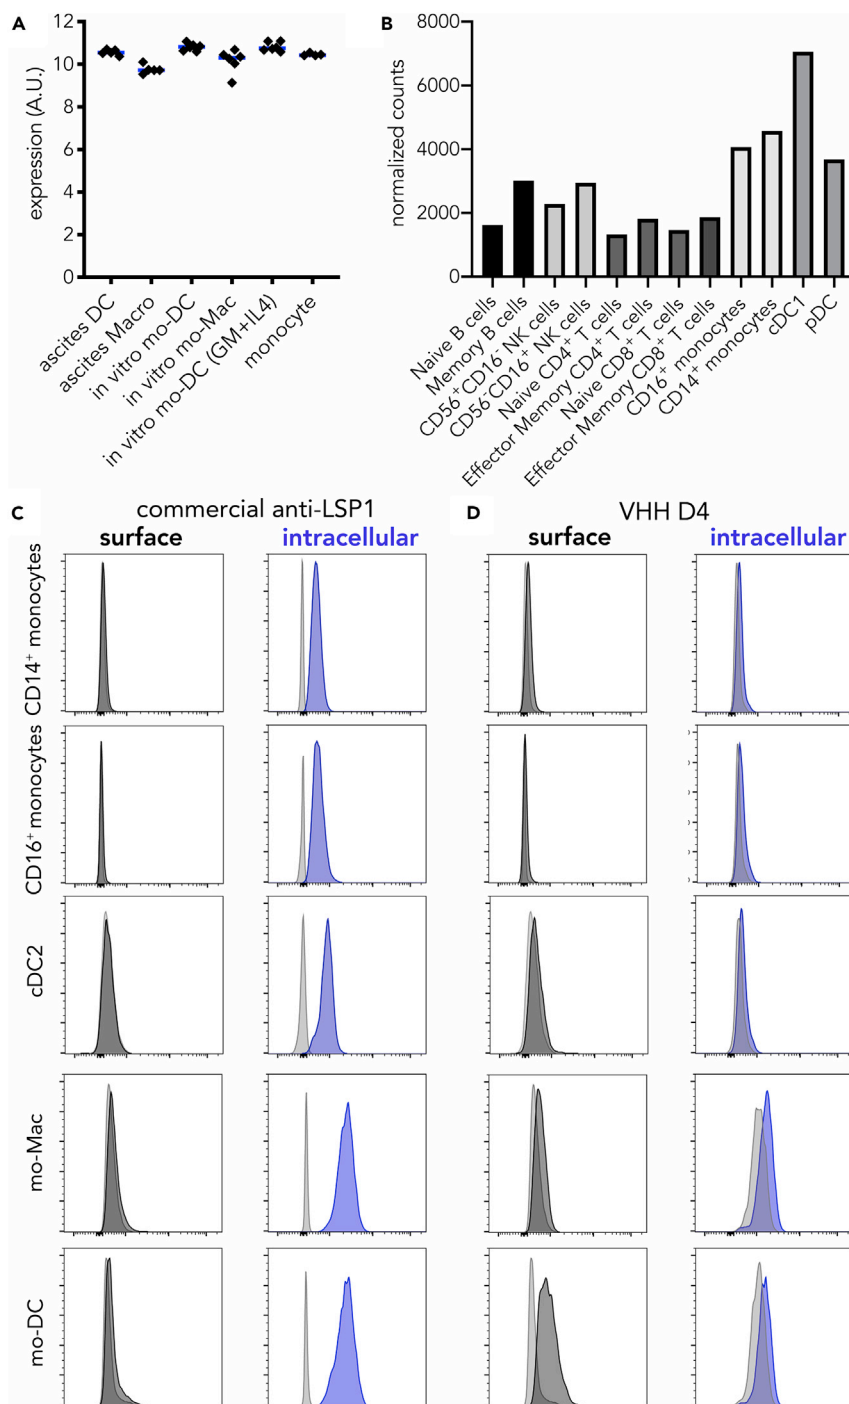 A
expression (A.U.)
12
10
8
6
4
2
0
ascites DC
ascites Macro
in vitro mo-DC
in vitro mo-Mac
in vitro mo-DC (GM+IL4)
monocyte
B
normalized counts
8000
6000
4000
2000
0
Naive B cells
Memory B cells
CD56⁺CD16⁻ NK cells
CD56⁻CD16⁺ NK cells
Naive CD4⁺ T cells
Effector Memory CD4⁺ T cells
Naive CD8⁺ T cells
Effector Memory CD8⁺ T cells
CD16⁺ monocytes
CD14⁺ monocytes
cDC1
pDC
C
commercial anti-LSP1
surface
intracellular
D
VHH D4
surface
intracellular
CD14⁺ monocytes
CD16⁺ monocytes
cDC2
mo-Mac
mo-DC